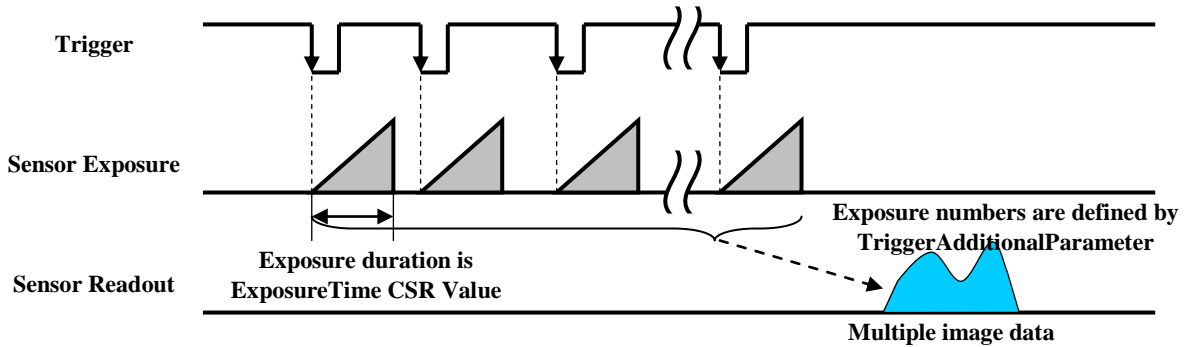 Trigger
Sensor Exposure
Exposure numbers are defined by
TriggerAdditionalParameter
Exposure duration is
ExposureTime CSR Value
Sensor Readout
Multiple image data